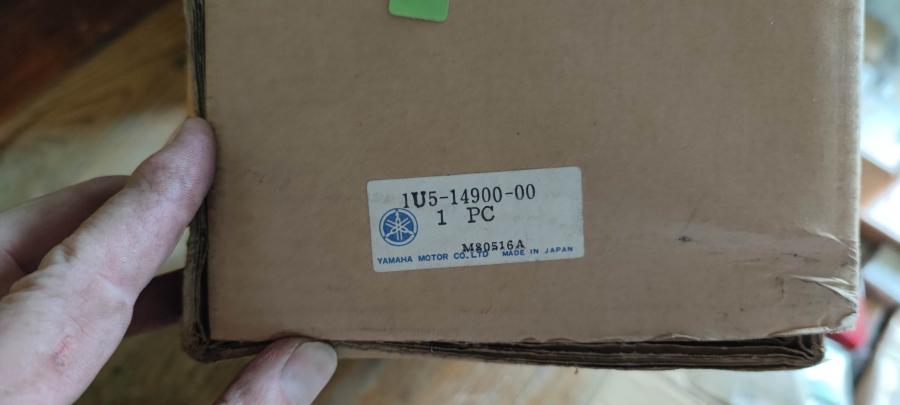 1U5-14900-00
1 PC
M80516A
YAMAHA MOTOR CO.LTD MADE IN JAPAN